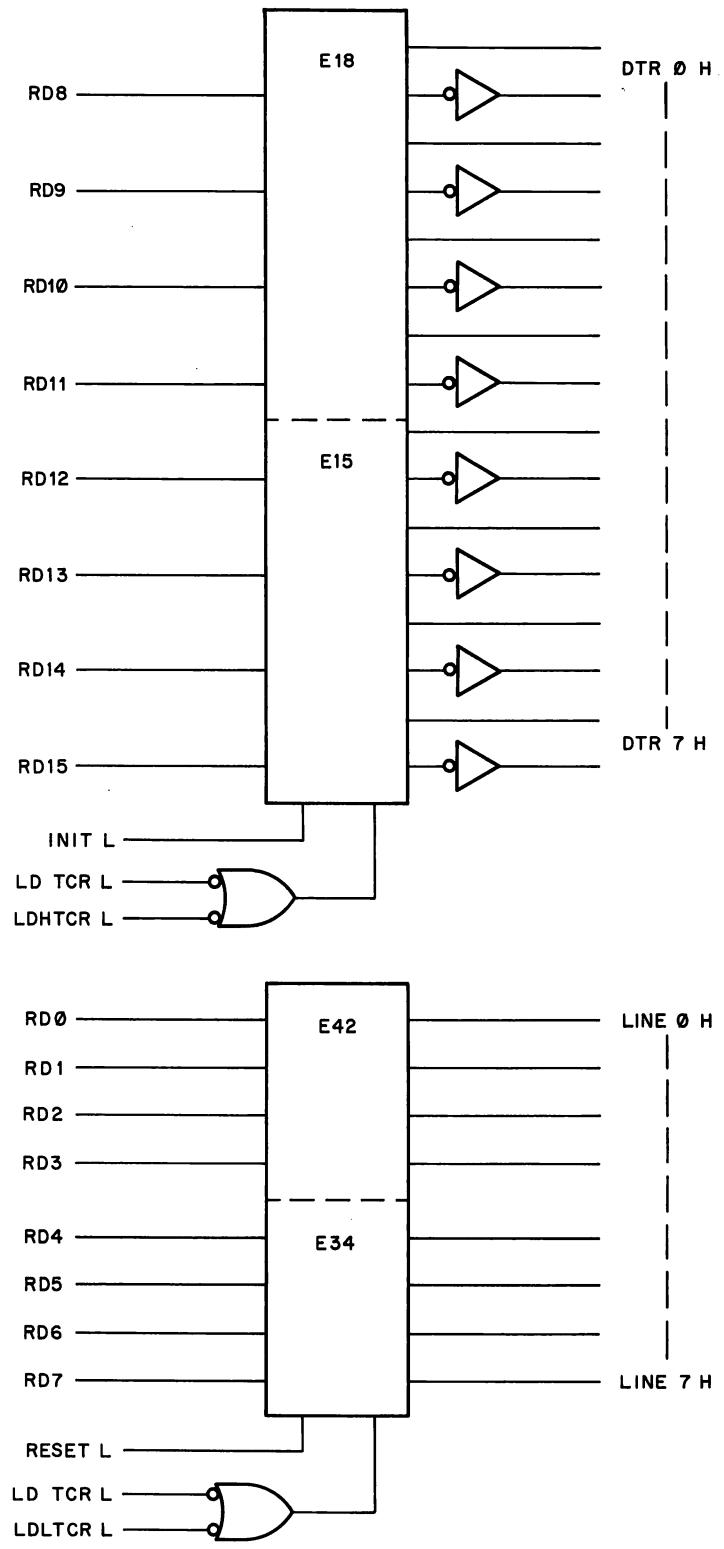 E18
DTR Ø H
RD8
RD9
RD1Ø
RD11
E15
RD12
RD13
RD14
DTR 7 H
RD15
INIT L
LD TCR L
LDHTCR L
RDØ
E42
LINE Ø H
RD1
RD2
RD3
RD4
E34
RD5
RD6
RD7
LINE 7 H
RESET L
LD TCR L
LDLTCR L